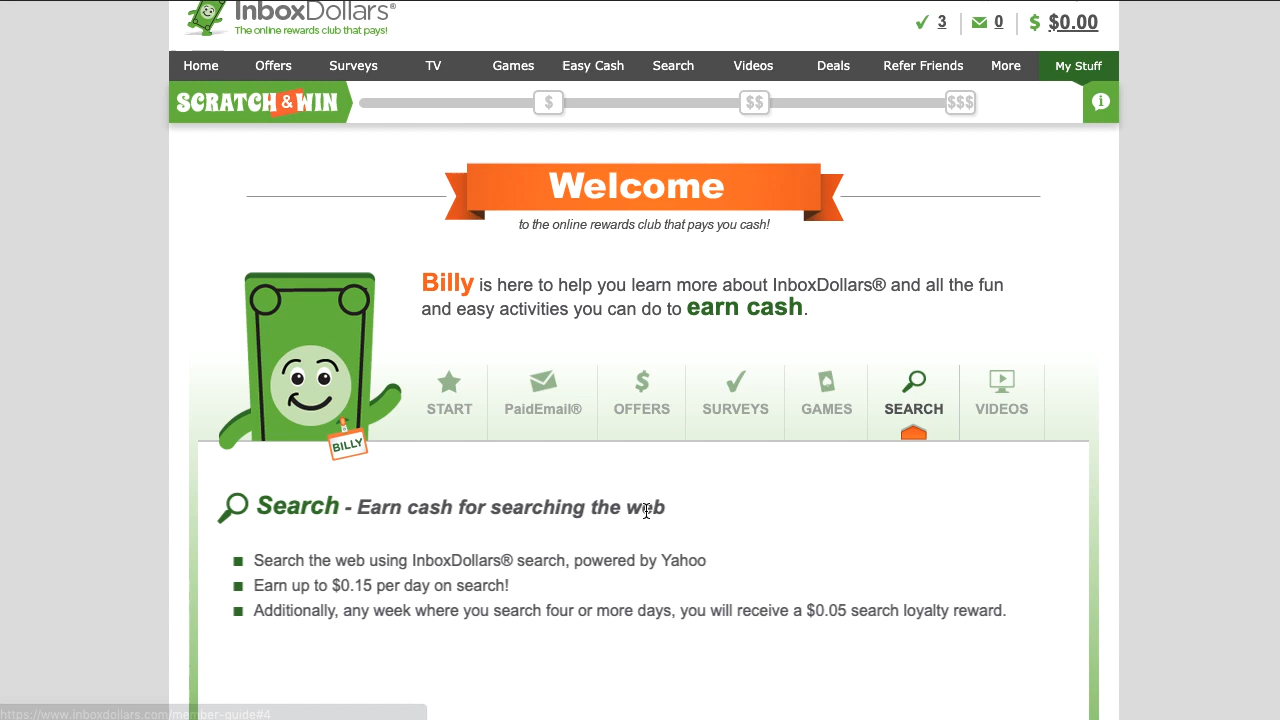 InboxDollars®
The online rewards club that pays!
3
0
$ $0.00
Home Offers Surveys TV Games Easy Cash Search Videos Deals Refer Friends More My Stuff
SCRATCH & WIN $ $$ $$$ i
Welcome
to the online rewards club that pays you cash!
Billy is here to help you learn more about InboxDollars® and all the fun
and easy activities you can do to earn cash.
START PaidEmail® OFFERS SURVEYS GAMES SEARCH VIDEOS
BILLY
Search - Earn cash for searching the web
Search the web using InboxDollars® search, powered by Yahoo
Earn up to $0.15 per day on search!
Additionally, any week where you search four or more days, you will receive a $0.05 search loyalty reward.
https://www.inboxdollars.com/member-guide#4